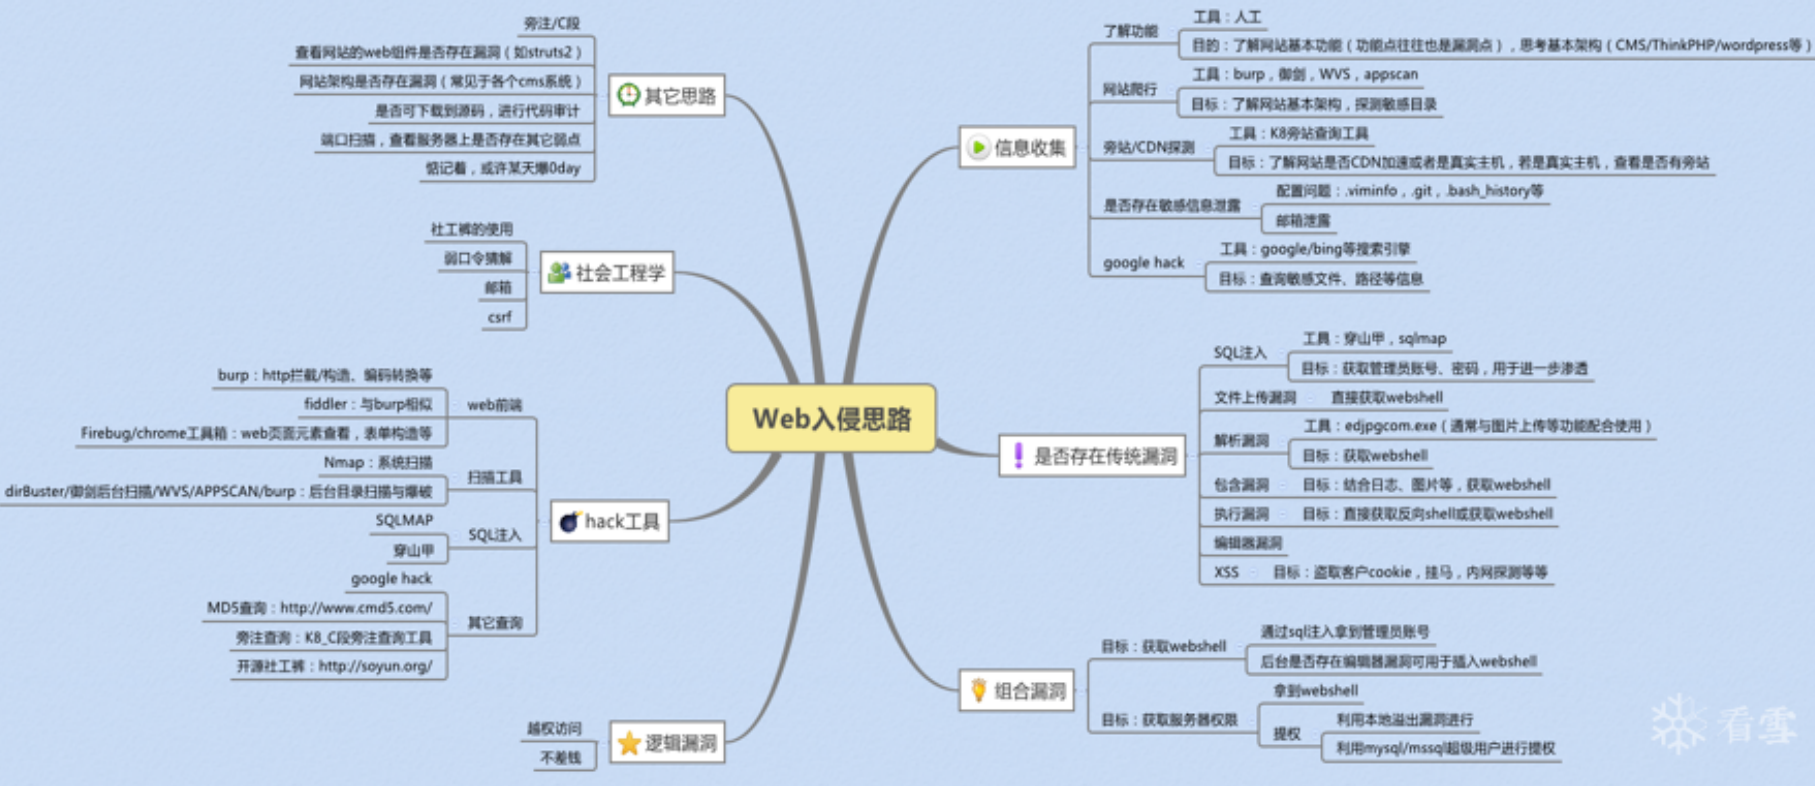 Web入侵思路
信息收集
了解功能
工具：人工
目的：了解网站基本功能（功能点往往也是漏洞点），思考基本架构（CMS/ThinkPHP/wordpress等）
网站爬行
工具：burp，御剑，WVS，appscan
目标：了解网站基本架构，探测敏感目录
旁站/CDN探测
工具：K8旁站查询工具
目标：了解网站是否CDN加速或者是真实主机，若是真实主机，查看是否有旁站
是否存在敏感信息泄露
配置问题：.viminfo，.git，.bash_history等
邮箱泄露
google hack
工具：google/bing等搜索引擎
目标：查询敏感文件、路径等信息
是否存在传统漏洞
SQL注入
工具：穿山甲，sqlmap
目标：获取管理员账号、密码，用于进一步渗透
文件上传漏洞
直接获取webshell
解析漏洞
工具：edjpgcom.exe（通常与图片上传等功能配合使用）
目标：获取webshell
包含漏洞
目标：结合日志、图片等，获取webshell
执行漏洞
目标：直接获取反向shell或获取webshell
编辑器漏洞
XSS
目标：盗取客户cookie，挂马，内网探测等等
组合漏洞
目标：获取webshell
通过sql注入拿到管理员账号
后台是否存在编辑器漏洞可用于插入webshell
目标：获取服务器权限
拿到webshell
提权
利用本地溢出漏洞进行
利用mysql/mssql超级用户进行提权
其它思路
旁注/C段
查看网站的web组件是否存在漏洞（如struts2）
网站架构是否存在漏洞（常见于各个cms系统）
是否可下载到源码，进行代码审计
端口扫描，查看服务器上是否存在其它弱点
惦记着，或许某天爆0day
社会工程学
社工裤的使用
弱口令猜解
邮箱
csrf
hack工具
web前端
burp：http拦截/构造、编码转换等
fiddler：与burp相似
Firebug/chrome工具箱：web页面元素查看，表单构造等
扫描工具
Nmap：系统扫描
dirBuster/御剑后台扫描/WVS/APPSCAN/burp：后台目录扫描与爆破
SQL注入
SQLMAP
穿山甲
其它查询
google hack
MD5查询：http://www.cmd5.com/
旁注查询：K8_C段旁注查询工具
开源社工裤：http://soyun.org/
逻辑漏洞
越权访问
不差钱
看雪